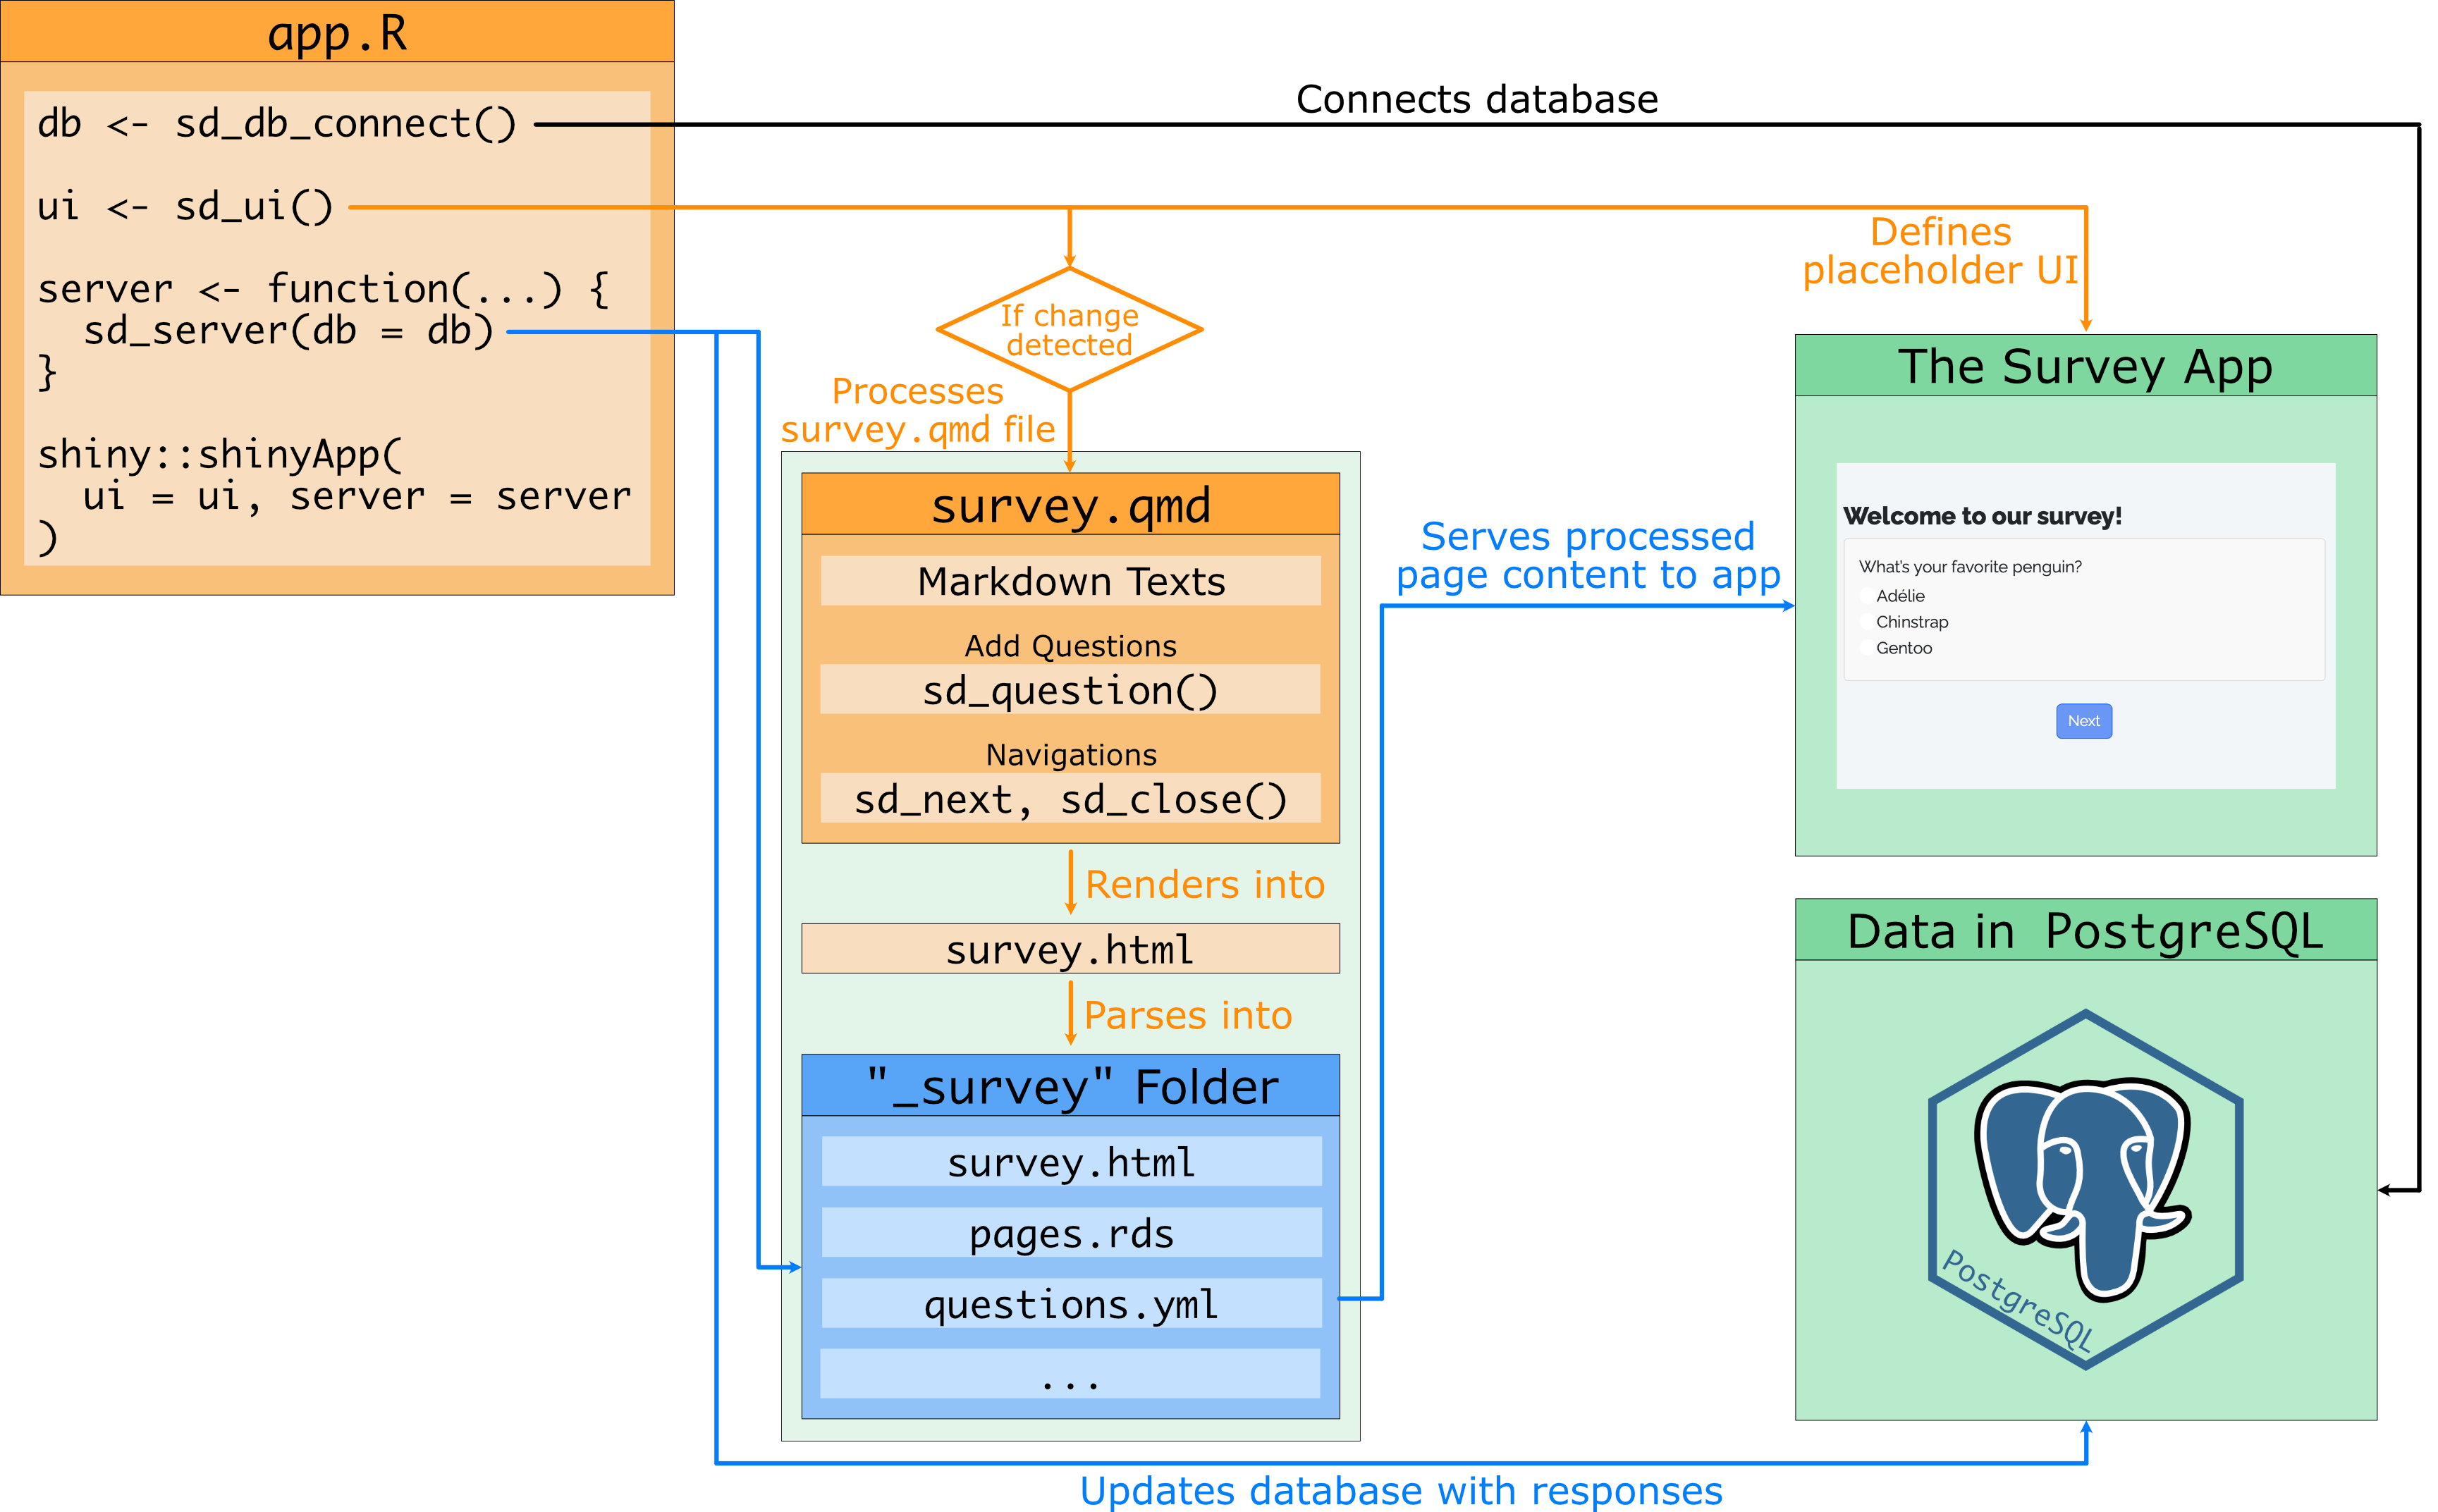 app.R
db <- sd_db_connect()
ui <- sd_ui()
server <- function(...) {
  sd_server(db = db)
}
shiny::shinyApp(
  ui = ui, server = server
)
Connects database
Defines
placeholder UI
If change
detected
Processes
survey.qmd file
survey.qmd
Markdown Texts
Add Questions
sd_question()
Navigations
sd_next, sd_close()
Renders into
survey.html
Parses into
"_survey" Folder
survey.html
pages.rds
questions.yml
...
Serves processed
page content to app
The Survey App
Welcome to our survey!
What's your favorite penguin?
Adélie
Chinstrap
Gentoo
Next
Data in PostgreSQL
PostgreSQL
Updates database with responses